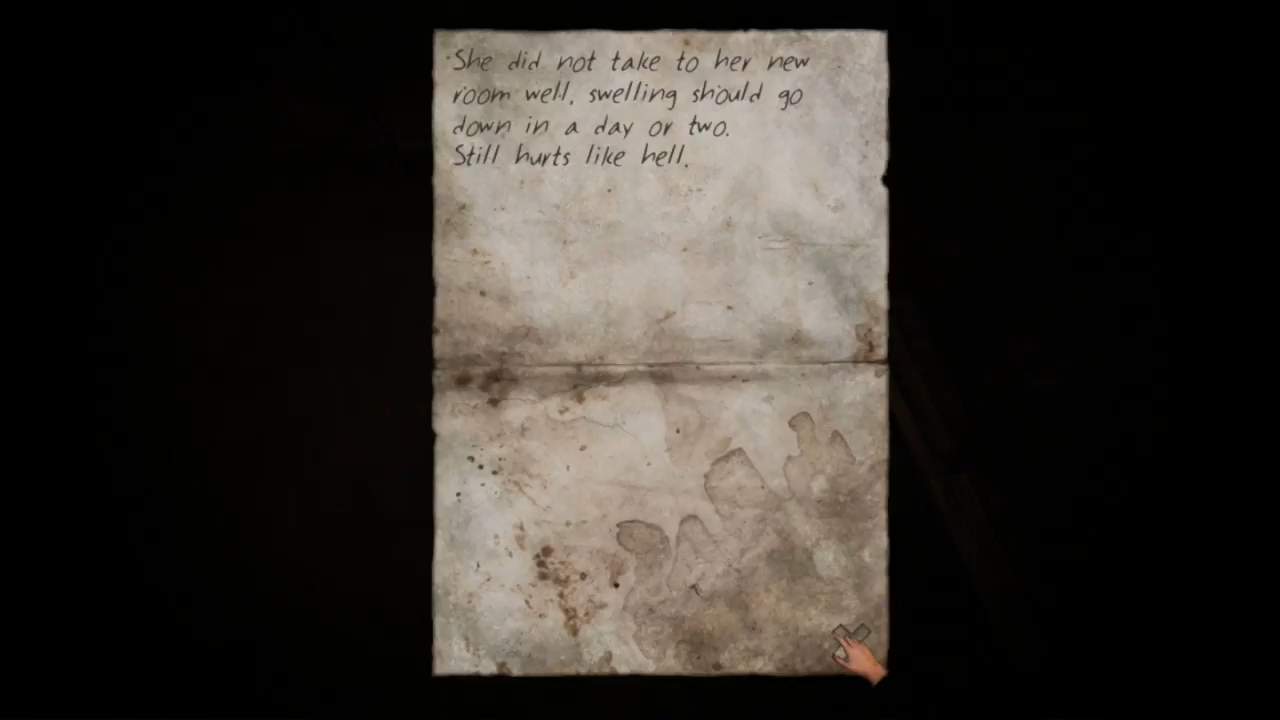 She did not take to her new
room well, swelling should go
down in a day or two.
Still hurts like hell.